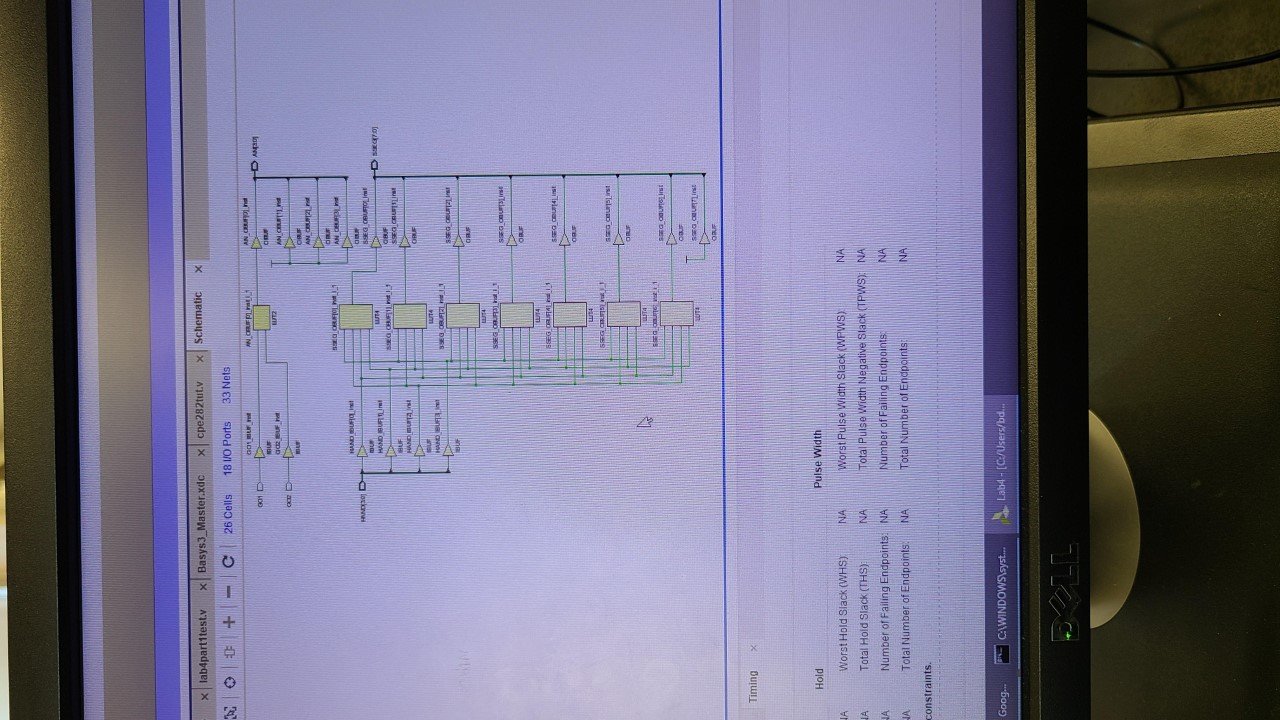 lab4part1test.v × Basys3_Master.xdc × cpe282tut.v × Schematic ×
26 Cells 18 I/O Ports 33 Nets
GO1
GO1_IBUF_inst
IBUF
GO2
GO2_IBUF_inst
IBUF
AN_OBUF[0]_inst_i_1
LUT2
AN_OBUF[0]_inst
OBUF
AN[3:0]
AN_OBUF[1]_inst
OBUF
AN_OBUF[2]_inst
OBUF
AN_OBUF[3]_inst
OBUF
HAND[3:0]
HAND_IBUF[0]_inst
IBUF
HAND_IBUF[1]_inst
IBUF
HAND_IBUF[2]_inst
IBUF
HAND_IBUF[3]_inst
IBUF
SSEG_OBUF[0]_inst_i_1
LUT4
SSEG_OBUF[1]_inst_i_1
LUT4
SSEG_OBUF[2]_inst_i_1
LUT4
SSEG_OBUF[3]_inst_i_1
LUT4
SSEG_OBUF[4]_inst_i_1
LUT4
SSEG_OBUF[5]_inst_i_1
LUT4
SSEG_OBUF[6]_inst_i_1
LUT4
SSEG_OBUF[0]_inst
OBUF
SSEG[7:0]
SSEG_OBUF[1]_inst
OBUF
SSEG_OBUF[2]_inst
OBUF
SSEG_OBUF[3]_inst
OBUF
SSEG_OBUF[4]_inst
OBUF
SSEG_OBUF[5]_inst
OBUF
SSEG_OBUF[6]_inst
OBUF
SSEG_OBUF[7]_inst
OBUF
Timing ×
Hold Pulse Width
NA Worst Hold Slack (WHS): NA Worst Pulse Width Slack (WPWS): NA
NA Total Hold Slack (THS): NA Total Pulse Width Negative Slack (TPWS): NA
NA Number of Failing Endpoints: NA Number of Failing Endpoints: NA
NA Total Number of Endpoints: NA Total Number of Endpoints: NA
constraints.
Goog... C:\WINDOWS\syst... Lab4 - [C:/Users/bd...
DELL